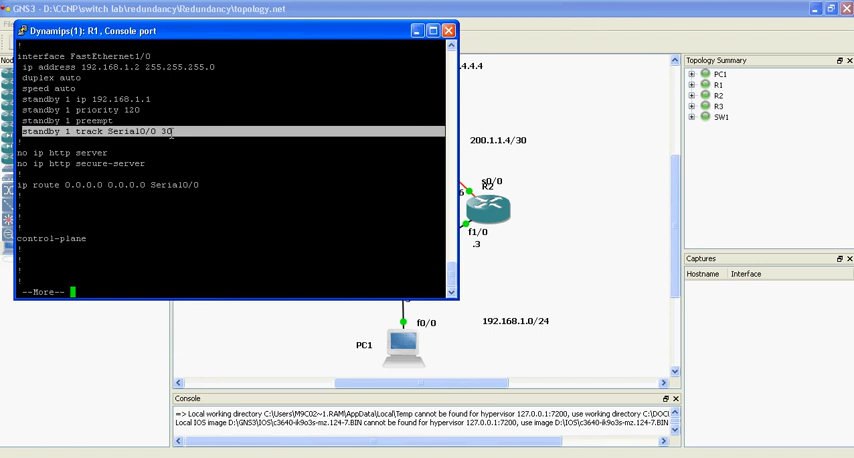 GNS3 - D:\CCNP\switch lab\redundancy\Redundancy\topology.net
Dynamips(1): R1, Console port
!
interface FastEthernet1/0
ip address 192.168.1.2 255.255.255.0
duplex auto
speed auto
standby 1 ip 192.168.1.1
standby 1 priority 120
standby 1 preempt
standby 1 track Serial0/0 30
!
no ip http server
no ip http secure-server
!
ip route 0.0.0.0 0.0.0.0 Serial0/0
!
!
!
!
control-plane
!
!
!
!
--More--
4.4.4
200.1.1.4/30
s0/0
R2
f1/0
.3
192.168.1.0/24
f0/0
PC1
Topology Summary
PC1
R1
R2
R3
SW1
Captures
Hostname Interface
Console
=> Local working directory C:\Users\M9C02~1.RAM\AppData\Local\Temp cannot be found for hypervisor 127.0.0.1:7200, use working directory C:\DOC
Local IOS image D:\GNS3\IOS\c3640-ik9o3s-mz.124-7.BIN cannot be found for hypervisor 127.0.0.1:7200, use image D:\IOS\c3640-ik9o3s-mz.124-7.BIN